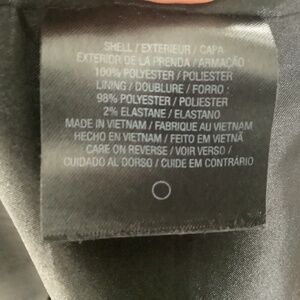 SHELL / EXTERIEUR / CAPA
EXTERIOR DE LA PRENDA / ARMAÇÃO
100% POLYESTER / POLIESTER
LINING / DOUBLURE / FORRO :
98% POLYESTER / POLIESTER
2% ELASTANE / ELASTANO
MADE IN VIETNAM / FABRIQUE AU VIETNAM
HECHO EN VIETNAM / FEITO EM VIETNÃ
CARE ON REVERSE / VOIR VERSO /
CUIDADO AL DORSO / CUIDE EM CONTRÁRIO